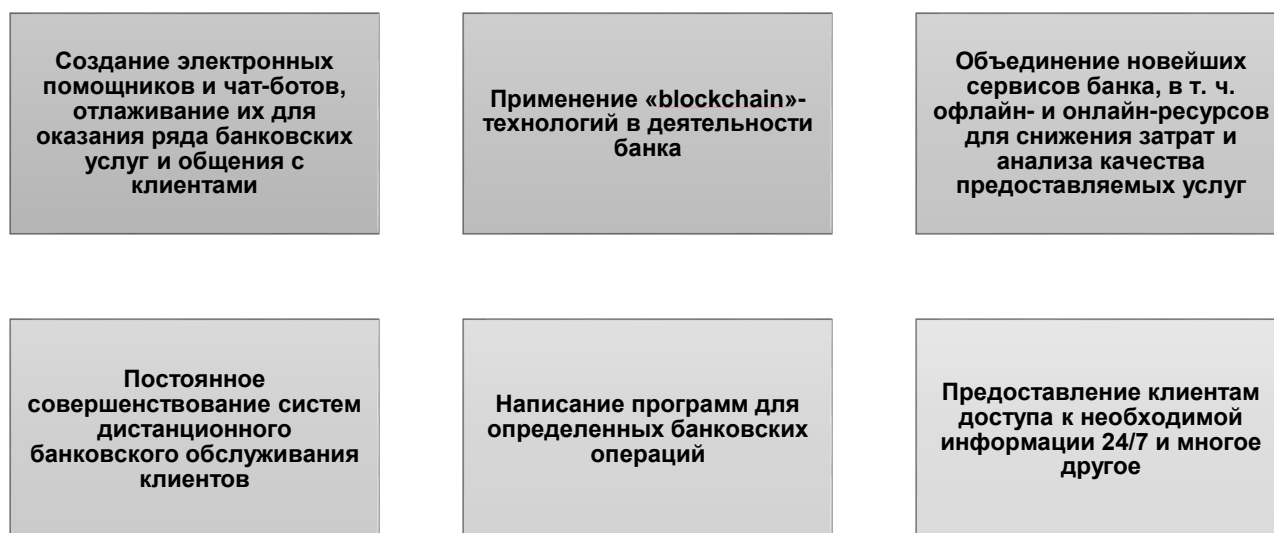 Создание электронных
помощников и чат-ботов,
отлаживание их для
оказания ряда банковских
услуг и общения с
клиентами
Применение «blockchain»-
технологий в деятельности
банка
Объединение новейших
сервисов банка, в т. ч.
офлайн- и онлайн-ресурсов
для снижения затрат и
анализа качества
предоставляемых услуг
Постоянное
совершенствование систем
дистанционного
банковского обслуживания
клиентов
Написание программ для
определенных банковских
операций
Предоставление клиентам
доступа к необходимой
информации 24/7 и многое
другое